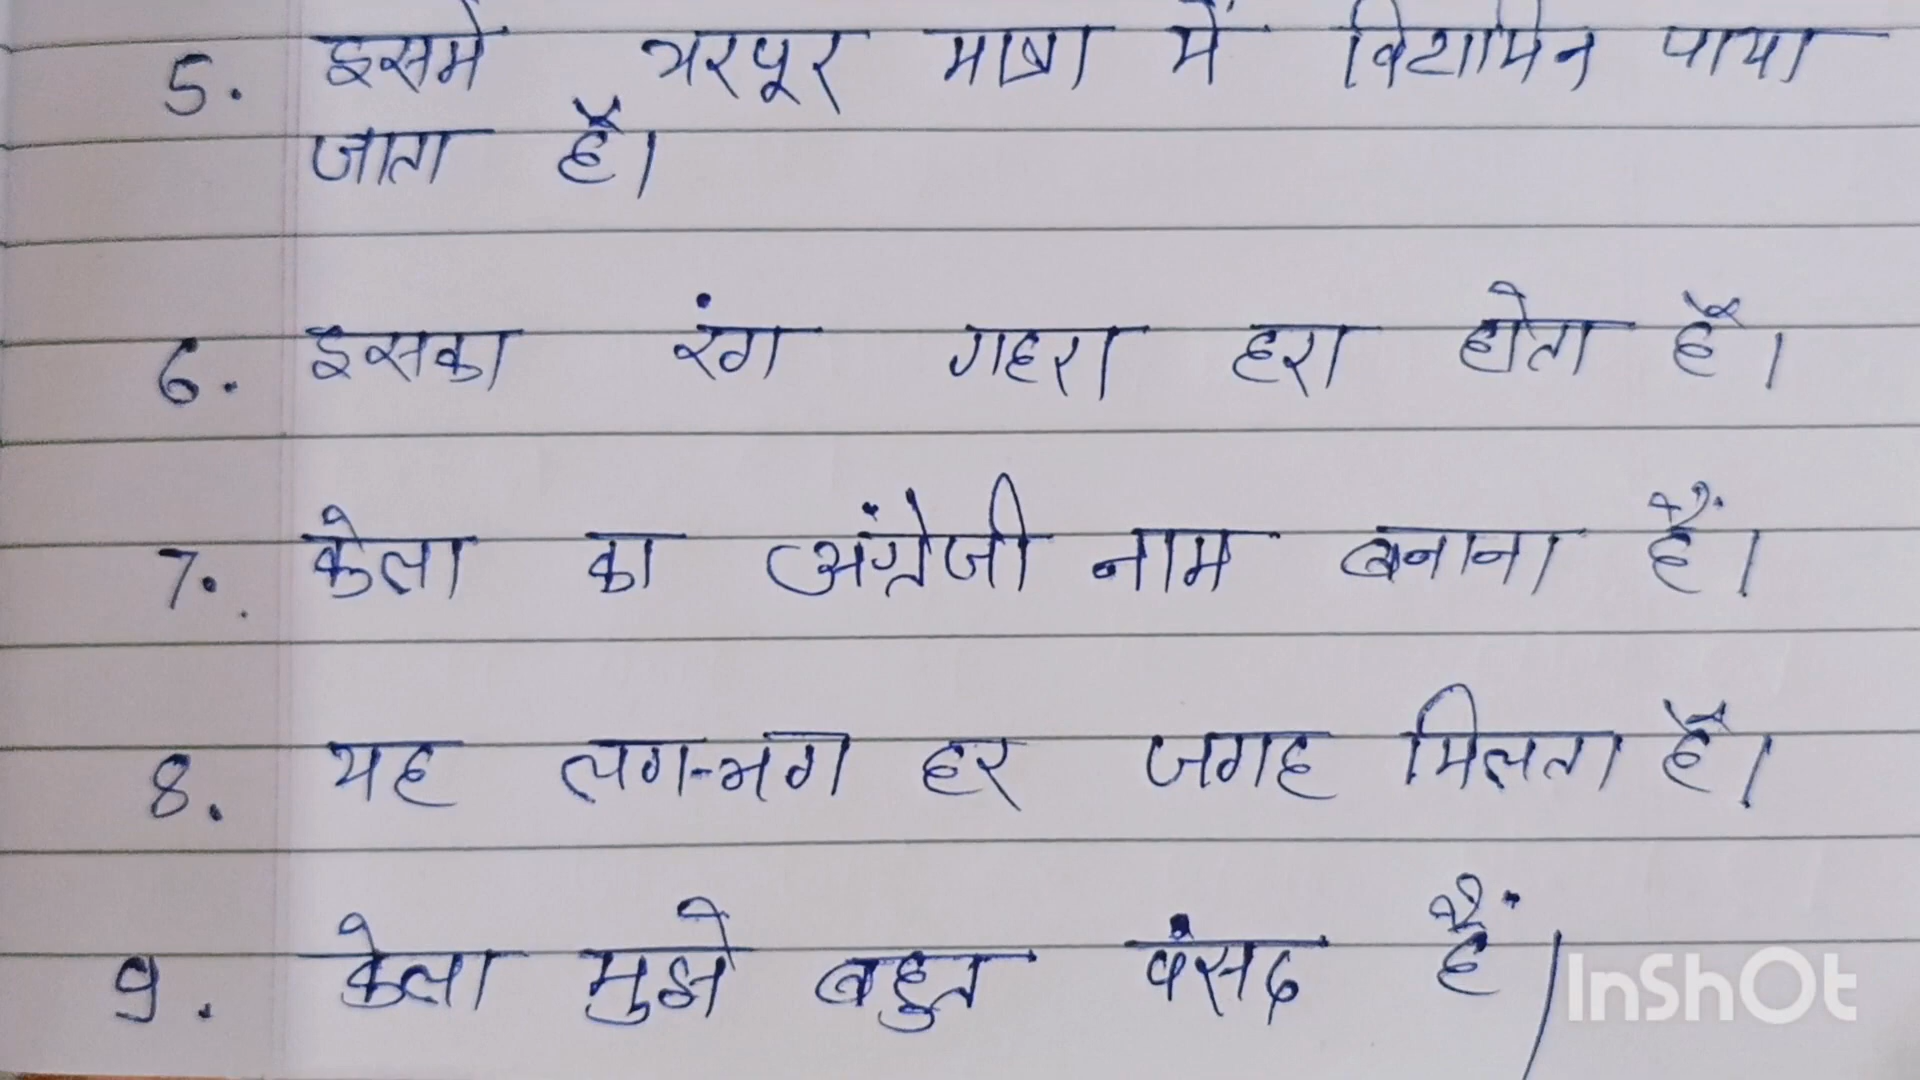 5. इसमे भरपूर मात्रा में विटामिन पाया
जाता है।
6. इसका रंग गहरा हरा होता है।
7. केला का अंग्रेजी नाम बनाना हैं।
8. यह लग-भग हर जगह मिलता है।
9. केला मुझे बहुत पंसद हैं।
InShOt